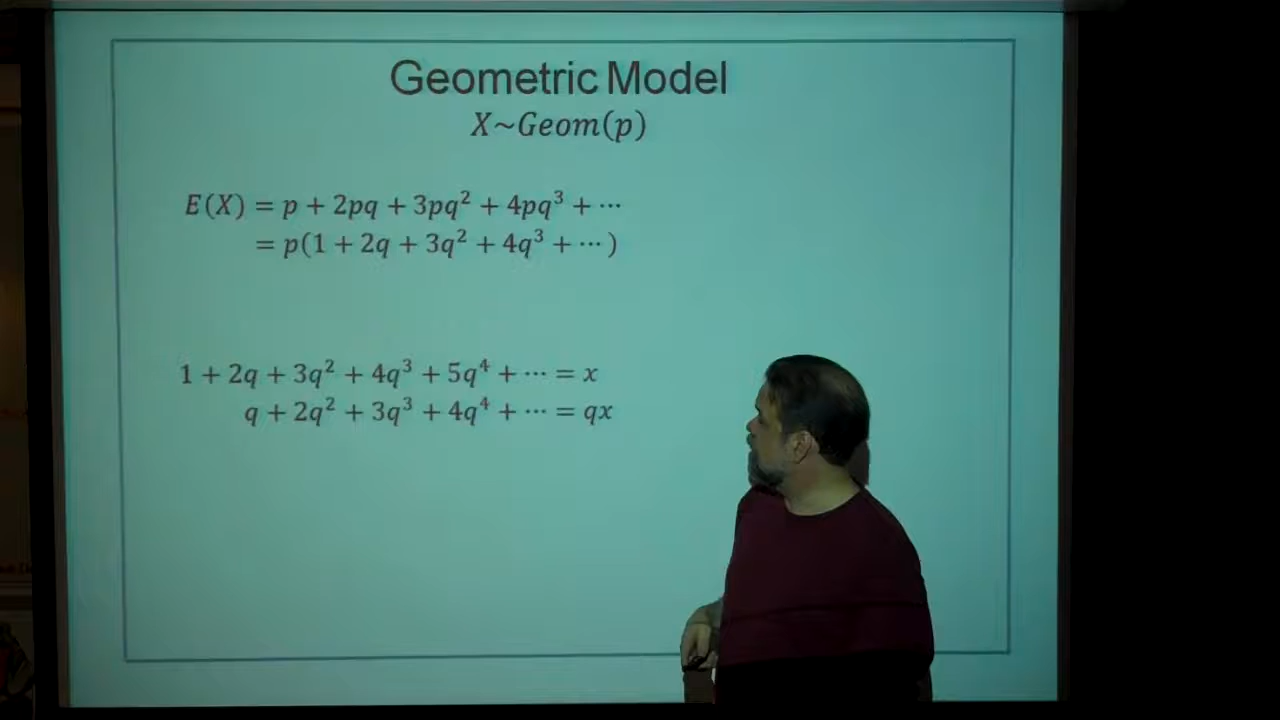 Geometric Model
X~Geom(p)
E(X) = p + 2pq + 3pq² + 4pq³ + ⋯
= p(1 + 2q + 3q² + 4q³ + ⋯ )
1 + 2q + 3q² + 4q³ + 5q⁴ + ⋯ = x
q + 2q² + 3q³ + 4q⁴ + ⋯ = qx